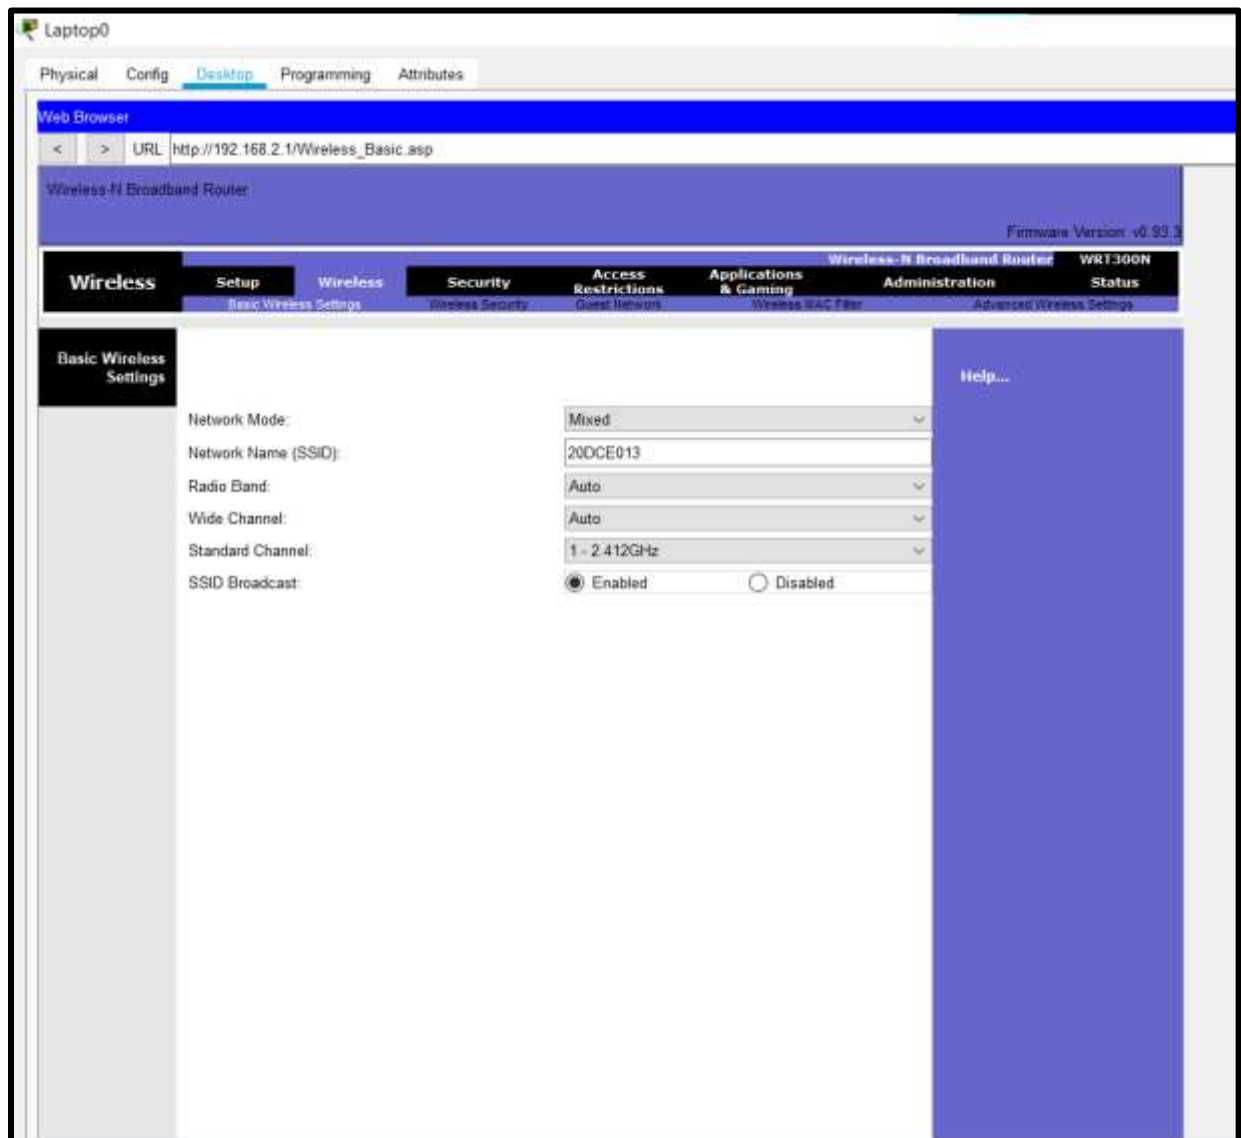 Laptop0
Physical Config Desktop Programming Attributes
Web Browser
< > URL http://192.168.2.1/Wireless_Basic.asp
Wireless-N Broadband Router
Firmware Version: v0.93.3
Wireless-N Broadband Router WRT300N
Wireless Setup Wireless Security Access Restrictions Applications & Gaming Administration Status
Basic Wireless Settings Wireless Security Guest Network Wireless MAC Filter Advanced Wireless Settings
Basic Wireless
Settings
Help...
Network Mode: Mixed
Network Name (SSID): 20DCE013
Radio Band: Auto
Wide Channel: Auto
Standard Channel: 1 - 2.412GHz
SSID Broadcast: Enabled Disabled